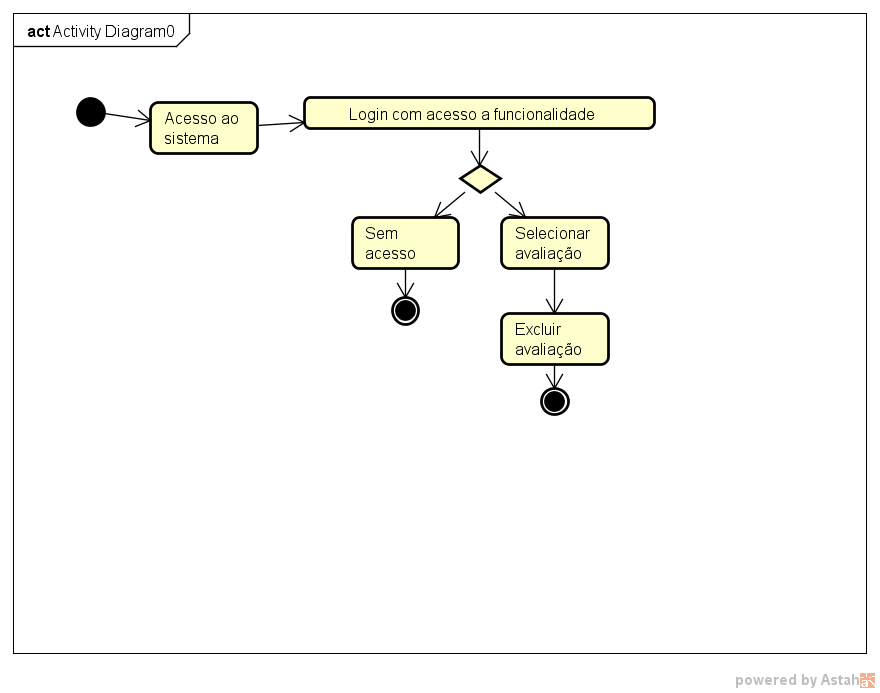 act Activity Diagram0
Acesso ao
sistema
Login com acesso a funcionalidade
Sem
acesso
Selecionar
avaliação
Excluir
avaliação
powered by Astah